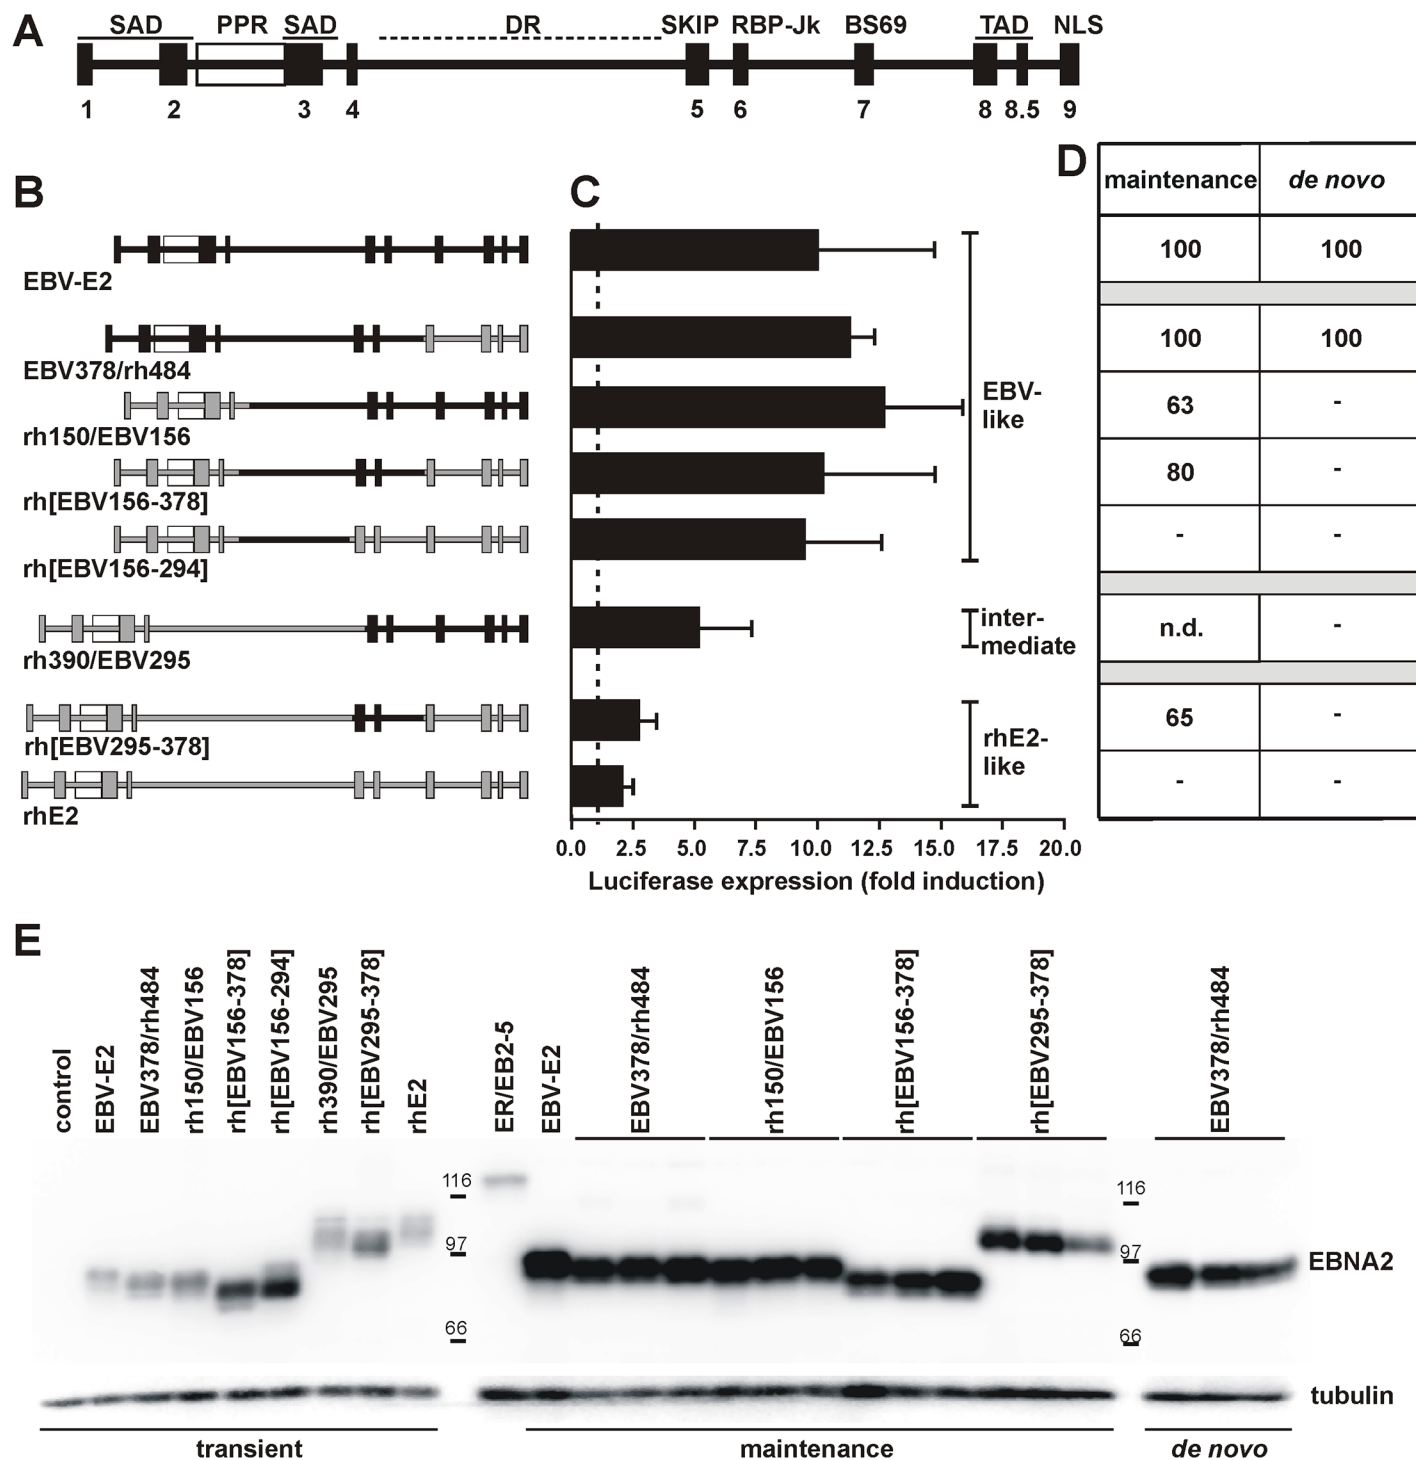 A
SAD PPR SAD DR SKIP RBP-Jk BS69 TAD NLS
1 2 3 4 5 6 7 8 8.5 9
B
EBV-E2
EBV378/rh484
rh150/EBV156
rh[EBV156-378]
rh[EBV156-294]
rh390/EBV295
rh[EBV295-378]
rhE2
C
EBV-
like
inter-
mediate
rhE2-
like
0.0 2.5 5.0 7.5 10.0 12.5 15.0 17.5 20.0
Luciferase expression (fold induction)
D
maintenance de novo
100 100
100 100
63 -
80 -
- -
n.d. -
65 -
- -
E
control
EBV-E2
EBV378/rh484
rh150/EBV156
rh[EBV156-378]
rh[EBV156-294]
rh390/EBV295
rh[EBV295-378]
rhE2
ER/EB2-5
EBV-E2
EBV378/rh484
rh150/EBV156
rh[EBV156-378]
rh[EBV295-378]
EBV378/rh484
116
97
66
116
97
66
EBNA2
tubulin
transient
maintenance
de novo